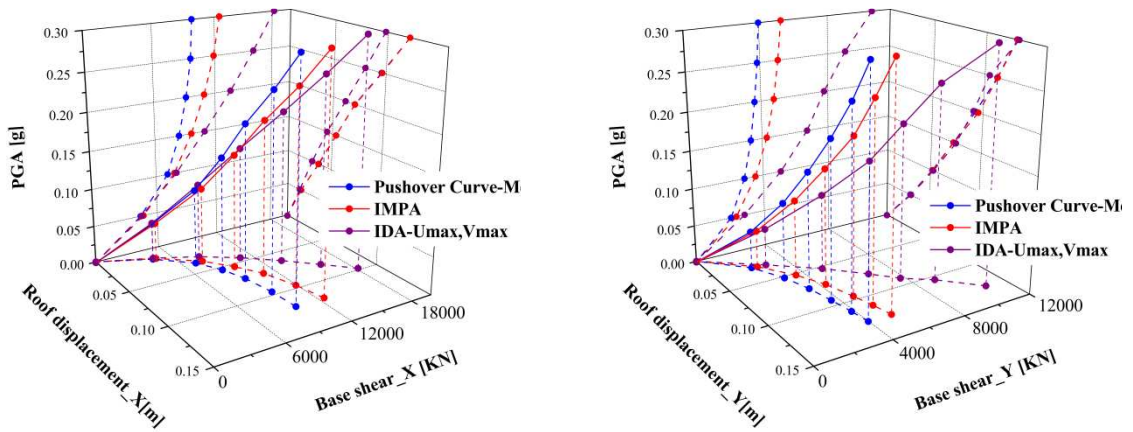 0.30
0.25
0.20
0.15
0.10
0.05
0.00
PGA [g]
0.05
0.10
0.15
Roof displacement_X[m]
0
6000
12000
18000
Base shear_X [KN]
Pushover Curve-Mo
IMPA
IDA-Umax,Vmax
0.30
0.25
0.20
0.15
0.10
0.05
0.00
PGA [g]
0.05
0.10
0.15
Roof displacement_Y[m]
0
4000
8000
12000
Base shear_Y [KN]
Pushover Curve-Mo
IMPA
IDA-Umax,Vmax